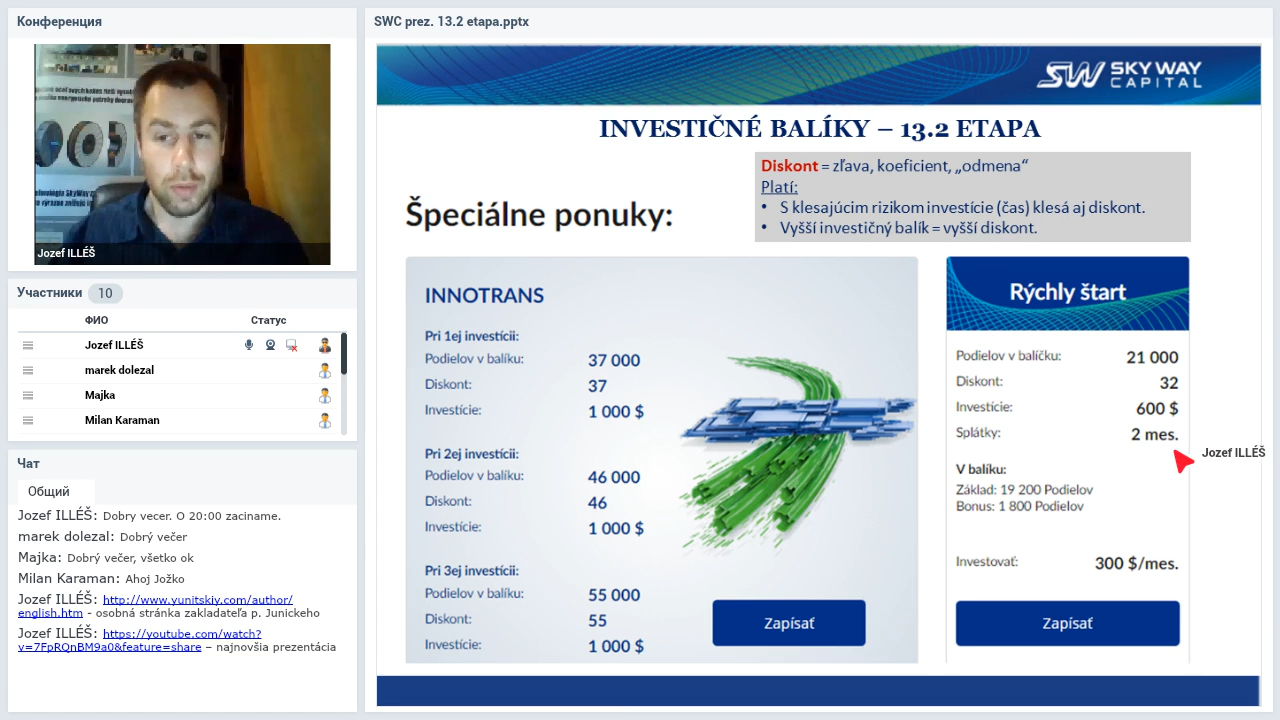 Конференция
Jozef ILLÉŠ
Участники 10
ФИО Статус
Jozef ILLÉŠ
marek dolezal
Majka
Milan Karaman
Чат
Общий
Jozef ILLÉŠ: Dobry vecer. O 20:00 zaciname.
marek dolezal: Dobrý večer
Majka: Dobrý večer, všetko ok
Milan Karaman: Ahoj Jožko
Jozef ILLÉŠ: http://www.yunitskiy.com/author/
english.htm - osobná stránka zakladateľa p. Junickeho
Jozef ILLÉŠ: https://youtube.com/watch?
v=7FpRQnBM9a0&feature=share – najnovšia prezentácia
SWC prez. 13.2 etapa.pptx
SW SKY WAY
CAPITAL
INVESTIČNÉ BALÍKY – 13.2 ETAPA
Diskont = zľava, koeficient, „odmena“
Platí:
• S klesajúcim rizikom investície (čas) klesá aj diskont.
• Vyšší investičný balík = vyšší diskont.
Špeciálne ponuky:
INNOTRANS
Pri 1ej investícii:
Podielov v balíku: 37 000
Diskont: 37
Investície: 1 000 $
Pri 2ej investícii:
Podielov v balíku: 46 000
Diskont: 46
Investície: 1 000 $
Pri 3ej investícii:
Podielov v balíku: 55 000
Diskont: 55
Investície: 1 000 $
Zapísať
Rýchly štart
Podielov v balíčku: 21 000
Diskont: 32
Investície: 600 $
Splátky: 2 mes.
Jozef ILLÉŠ
V balíku:
Základ: 19 200 Podielov
Bonus: 1 800 Podielov
Investovať: 300 $/mes.
Zapísať